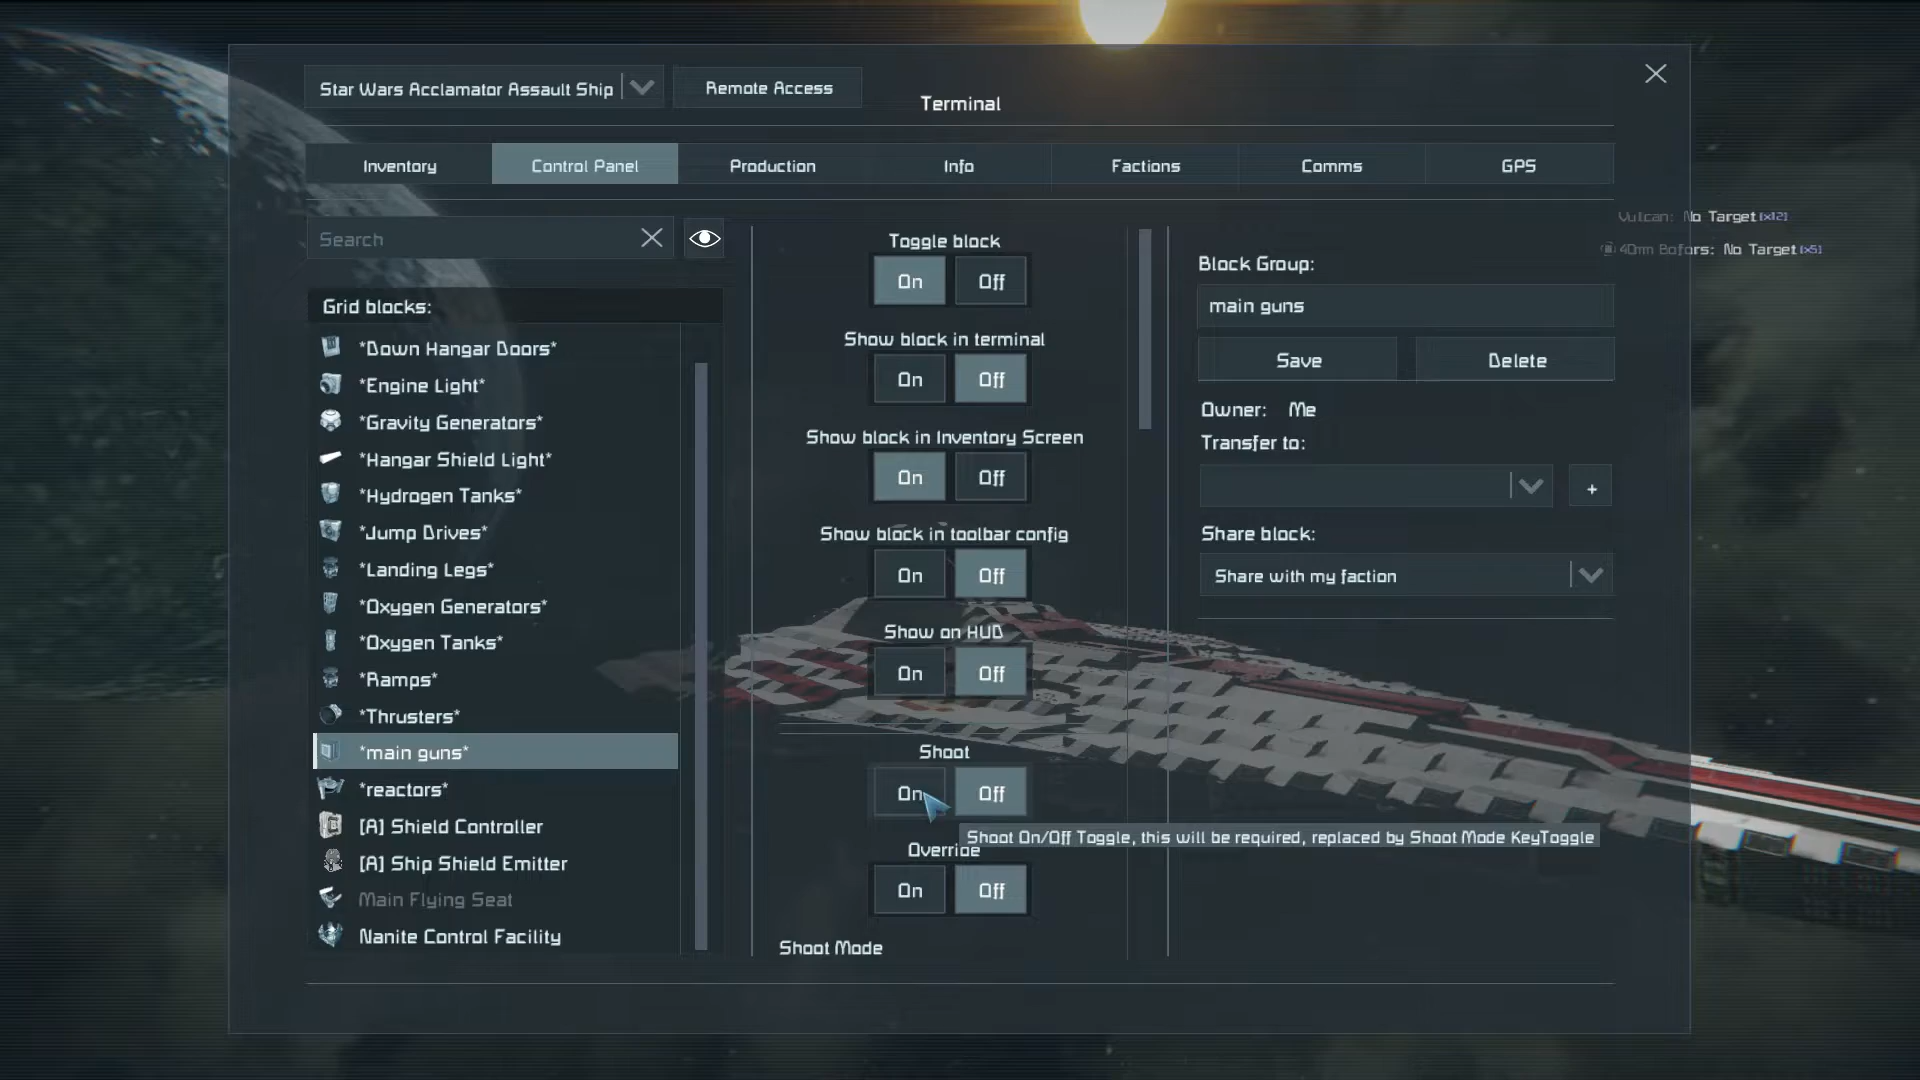 Star Wars Acclamator Assault Ship
Remote Access
Terminal
Inventory
Control Panel
Production
Info
Factions
Comms
GPS
Search
Vulcan: No Target [x12]
40mm Bofors: No Target [x5]
Grid blocks:
*Down Hangar Doors*
*Engine Light*
*Gravity Generators*
*Hangar Shield Light*
*Hydrogen Tanks*
*Jump Drives*
*Landing Legs*
*Oxygen Generators*
*Oxygen Tanks*
*Ramps*
*Thrusters*
*main guns*
*reactors*
[A] Shield Controller
[A] Ship Shield Emitter
Main Flying Seat
Nanite Control Facility
Toggle block
On Off
Show block in terminal
On Off
Show block in Inventory Screen
On Off
Show block in toolbar config
On Off
Show on HUD
On Off
Shoot
On Off
Shoot On/Off Toggle, this will be required, replaced by Shoot Mode KeyToggle
Override
On Off
Shoot Mode
Block Group:
main guns
Save
Delete
Owner: Me
Transfer to:
+
Share block:
Share with my faction